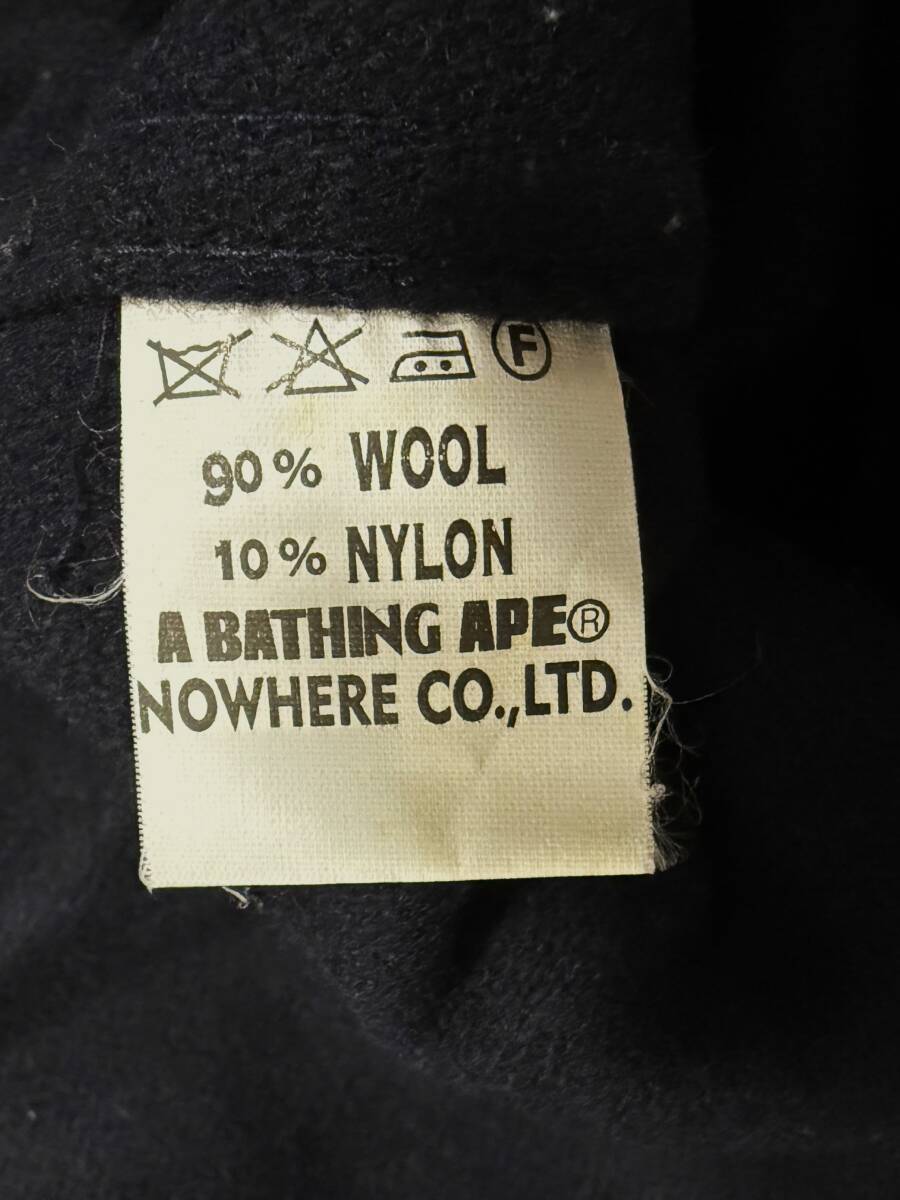 F
90% WOOL
10% NYLON
A BATHING APE®
NOWHERE CO.,LTD.